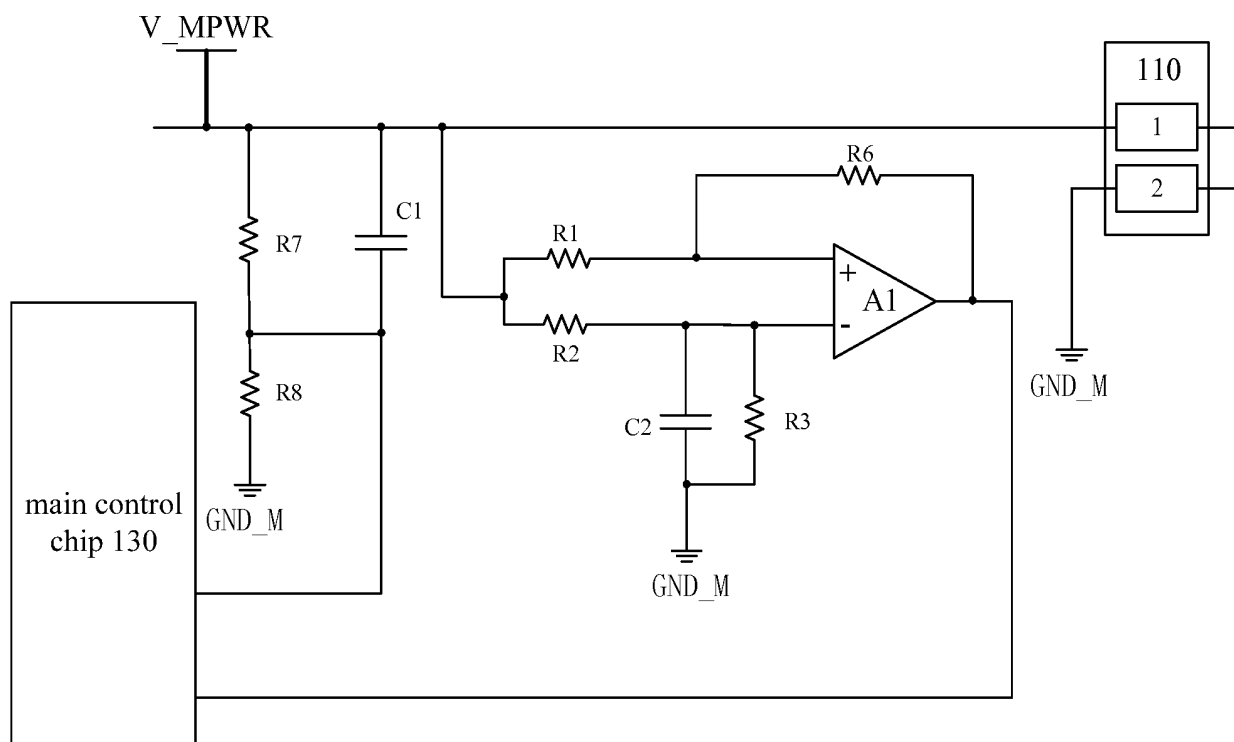 V_MPWR
110
1
R6
2
C1
R7
R1
+
A1
-
R2
GND_M
R8
C2
R3
main control
chip 130
GND_M
GND_M